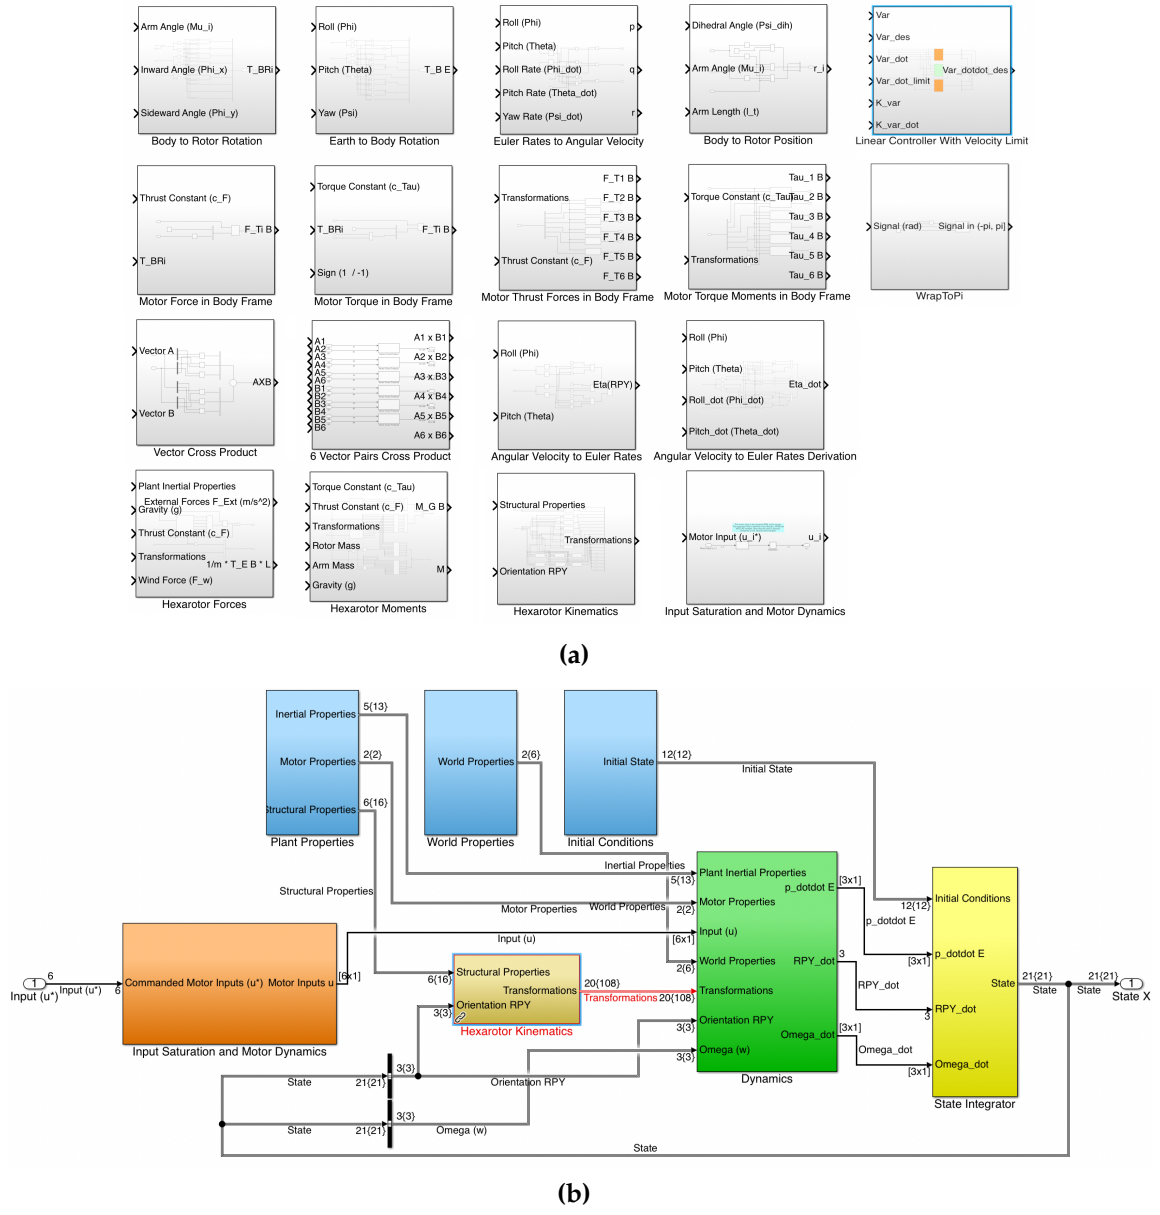 Arm Angle (Mu_i)
Inward Angle (Phi_x)
T_BRi
Sideward Angle (Phi_y)
Body to Rotor Rotation
Roll (Phi)
Pitch (Theta)
T_B E
Yaw (Psi)
Earth to Body Rotation
Roll (Phi)
p
Pitch (Theta)
Roll Rate (Phi_dot)
q
Pitch Rate (Theta_dot)
Yaw Rate (Psi_dot)
r
Euler Rates to Angular Velocity
Dihedral Angle (Psi_dih)
Arm Angle (Mu_i)
r_i
Arm Length (l_t)
Body to Rotor Position
Var
Var_des
Var_dot
Var_dotdot_des
Var_dot_limit
K_var
K_var_dot
Linear Controller With Velocity Limit
Thrust Constant (c_F)
F_Ti B
T_BRi
Motor Force in Body Frame
Torque Constant (c_Tau)
T_BRi
F_Ti B
Sign (1 / -1)
Motor Torque in Body Frame
F_T1 B
Transformations
F_T2 B
F_T3 B
F_T4 B
F_T5 B
Thrust Constant (c_F)
F_T6 B
Motor Thrust Forces in Body Frame
Tau_1 B
Torque Constant (c_Tau)
Tau_2 B
Tau_3 B
Tau_4 B
Tau_5 B
Transformations
Tau_6 B
Motor Torque Moments in Body Frame
Signal (rad)
Signal in (-pi, pi]
WrapToPi
Vector A
AXB
Vector B
Vector Cross Product
A1
A2
A3
A4
A5
A6
B1
B2
B3
B4
B5
B6
A1 x B1
A2 x B2
A3 x B3
A4 x B4
A5 x B5
A6 x B6
6 Vector Pairs Cross Product
Roll (Phi)
Eta(RPY)
Pitch (Theta)
Angular Velocity to Euler Rates
Roll (Phi)
Pitch (Theta)
Eta_dot
Roll_dot (Phi_dot)
Pitch_dot (Theta_dot)
Angular Velocity to Euler Rates Derivation
Plant Inertial Properties
External Forces F_Ext (m/s^2)
Gravity (g)
Thrust Constant (c_F)
Transformations
1/m * T_E B * L
Wind Force (F_w)
Hexarotor Forces
Torque Constant (c_Tau)
Thrust Constant (c_F)
M_G B
Transformations
Rotor Mass
Arm Mass
M
Gravity (g)
Hexarotor Moments
Structural Properties
Transformations
Orientation RPY
Hexarotor Kinematics
Motor Input (u_i*)
u_i
Input Saturation and Motor Dynamics
(a)
Inertial Properties
5{13}
Motor Properties
2{2}
Structural Properties
6{16}
Plant Properties
World Properties
2{6}
World Properties
Initial State
12{12}
Initial State
Initial Conditions
Structural Properties
Inertial Properties
5{13}
Motor Properties
World Properties
2{2}
Input (u)
[6x1]
2{6}
Plant Inertial Properties
p_dotdot E
[3x1]
Motor Properties
Input (u)
World Properties
RPY_dot
3
Transformations
Orientation RPY
Omega_dot
[3x1]
Omega (w)
Dynamics
p_dotdot E
RPY_dot
Omega_dot
12{12}
Initial Conditions
[3x1]
p_dotdot E
State
3
RPY_dot
[3x1]
Omega_dot
State Integrator
21{21}
State
21{21}
State
1
State X
1
Input (u*)
6
Input (u*)
6
Commanded Motor Inputs (u*)
Motor Inputs u
[6x1]
Input Saturation and Motor Dynamics
6{16}
Structural Properties
Transformations
Orientation RPY
3{3}
Hexarotor Kinematics
20{108}
Transformations
20{108}
3{3}
3{3}
State
21{21}
3{3}
Orientation RPY
State
21{21}
3{3}
Omega (w)
State
(b)